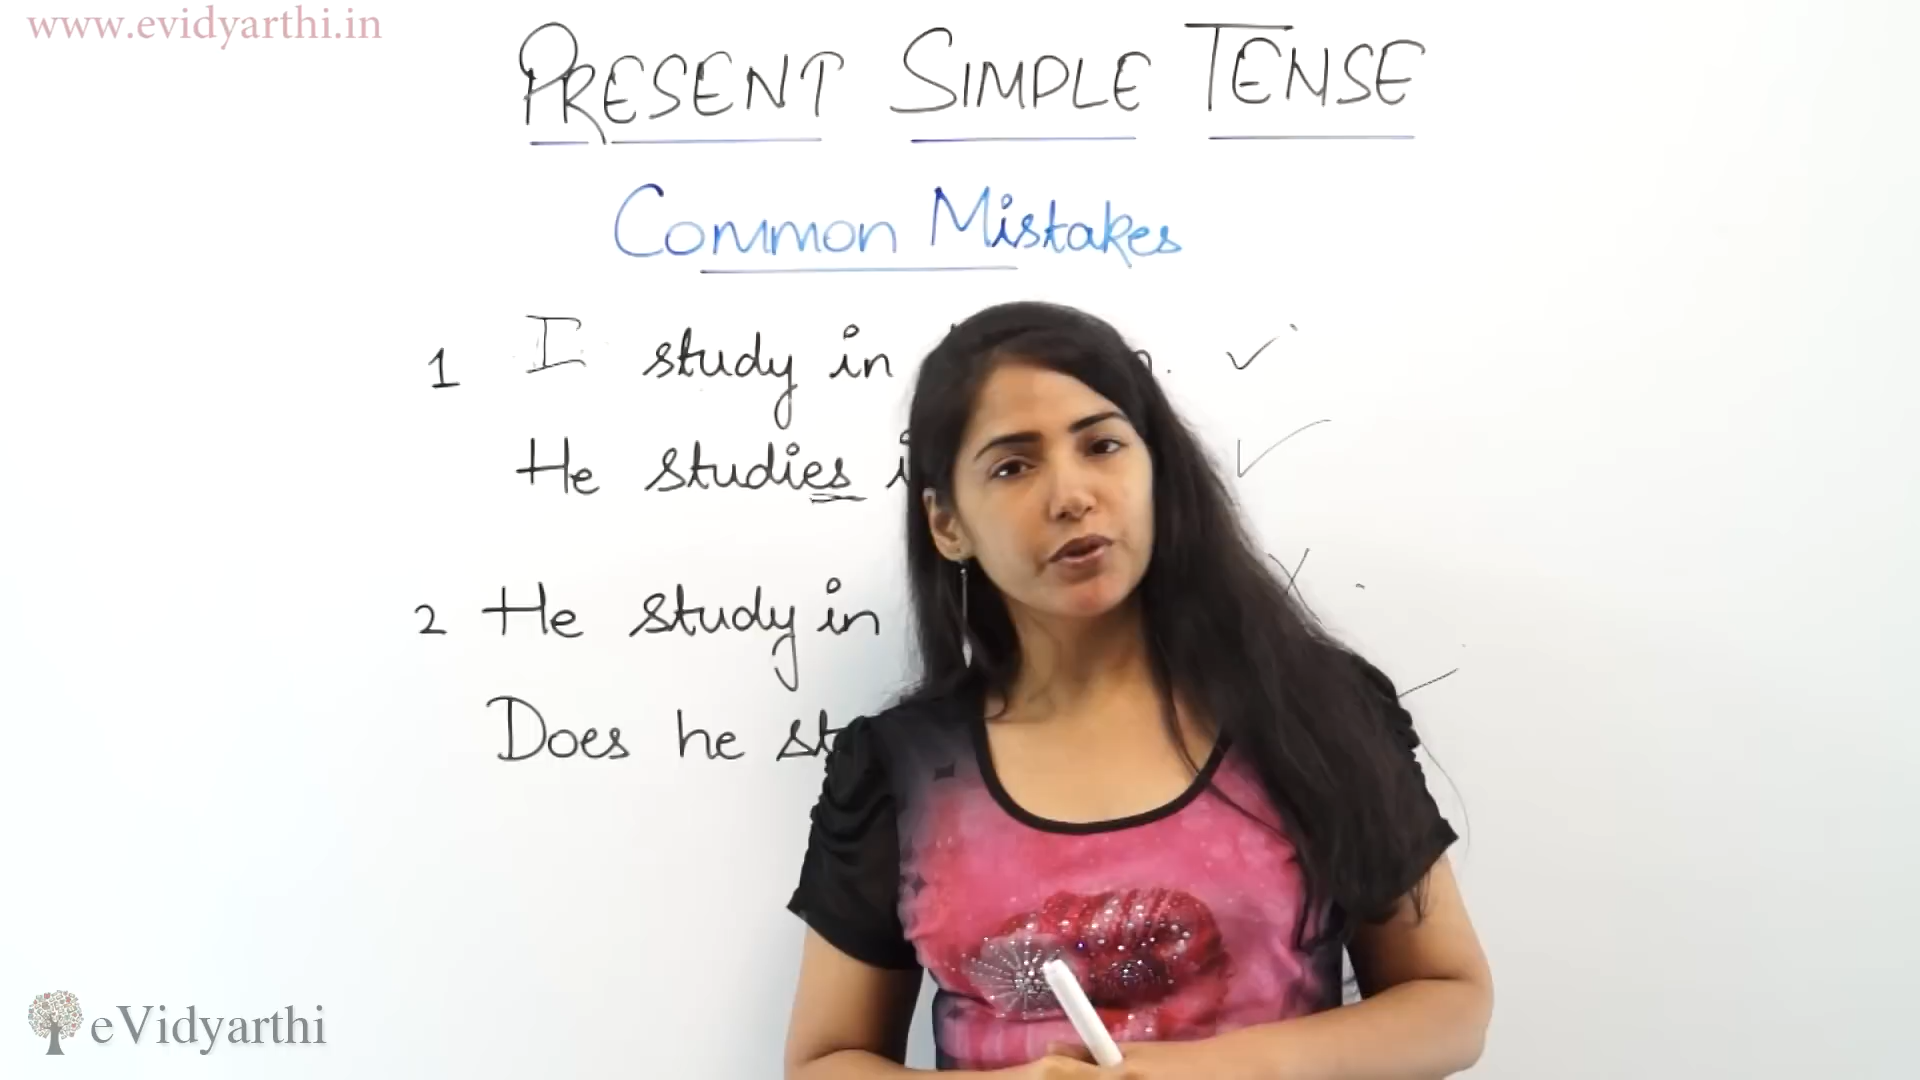 www.evidyarthi.in
PRESENT SIMPLE TENSE
Common Mistakes
1 I study in
He studies
2 He study in
Does he
eVidyarthi